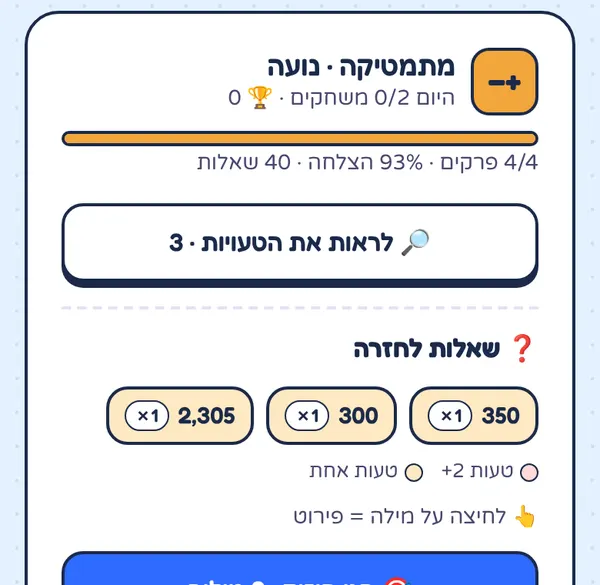 מתמטיקה · נועה
היום 0/2 משחקים · 🏆 0
4/4 פרקים · 93% הצלחה · 40 שאלות
🔎 לראות את הטעויות · 3
❓ שאלות לחזרה
350 ×1 300 ×1 2,305 ×1
טעות 2+ טעות אחת
👆 לחיצה על מילה = פירוט